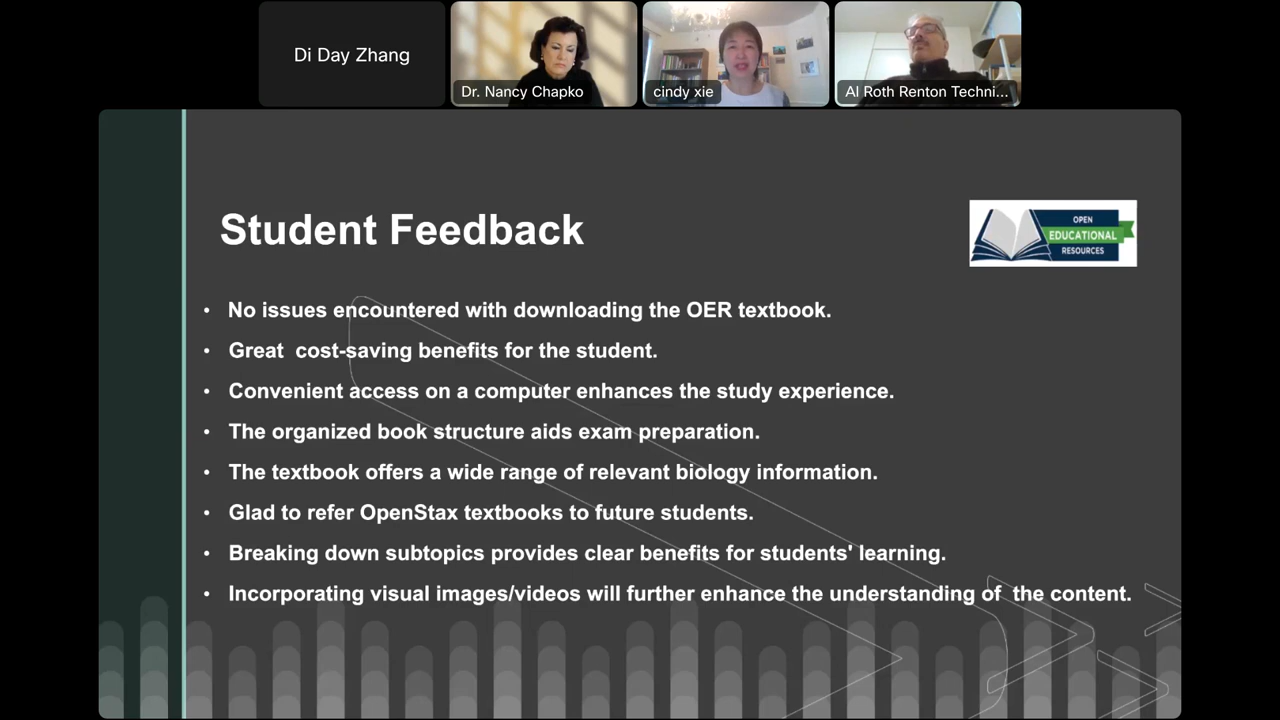 Di Day Zhang
Dr. Nancy Chapko
cindy xie
Al Roth Renton Techni...
Student Feedback
OPEN
EDUCATIONAL
RESOURCES
• No issues encountered with downloading the OER textbook.
• Great  cost-saving benefits for the student.
• Convenient access on a computer enhances the study experience.
• The organized book structure aids exam preparation.
• The textbook offers a wide range of relevant biology information.
• Glad to refer OpenStax textbooks to future students.
• Breaking down subtopics provides clear benefits for students' learning.
• Incorporating visual images/videos will further enhance the understanding of  the content.